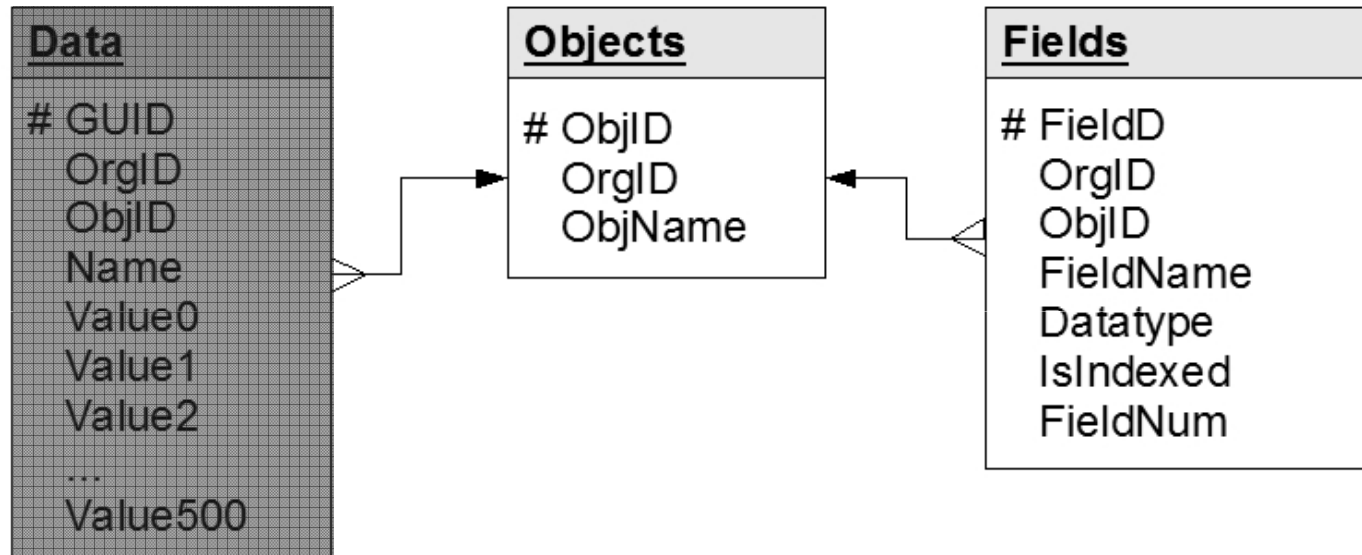 Data
# GUID
OrgID
ObjID
Name
Value0
Value1
Value2
...
Value500
Objects
# ObjID
OrgID
ObjName
Fields
# FieldD
OrgID
ObjID
FieldName
Datatype
IsIndexed
FieldNum